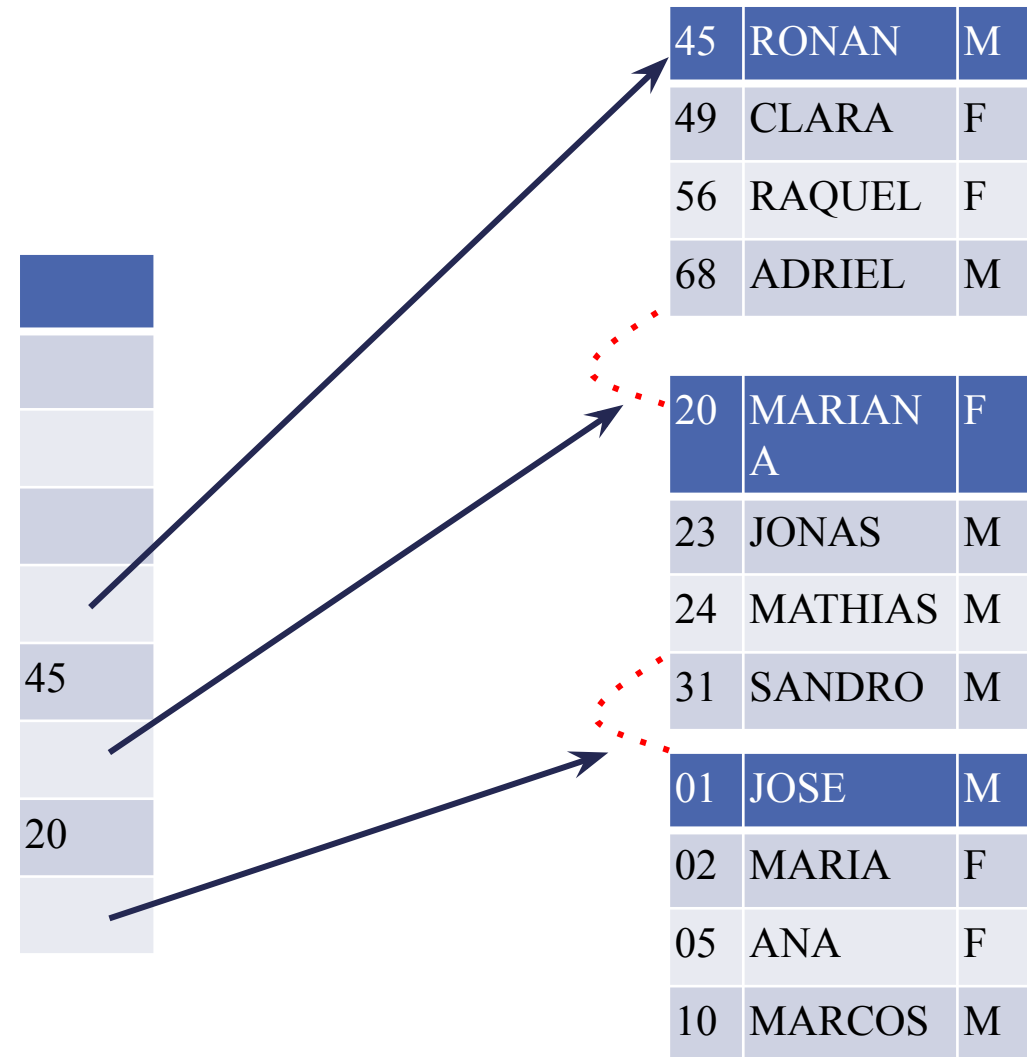 45
20
45 RONAN M
49 CLARA F
56 RAQUEL F
68 ADRIEL M
20 MARIAN F
A
23 JONAS M
24 MATHIAS M
31 SANDRO M
01 JOSE M
02 MARIA F
05 ANA F
10 MARCOS M